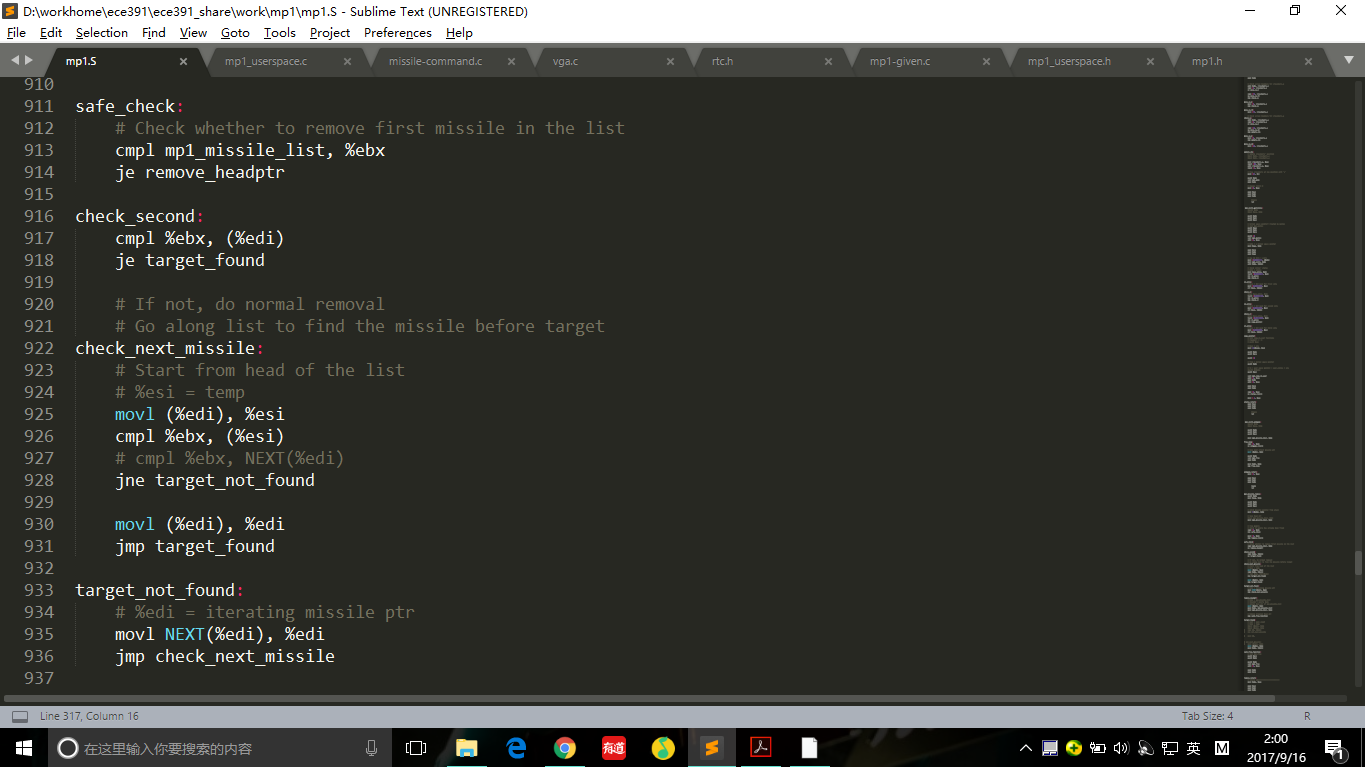 D:\workhome\ece391\ece391_share\work\mp1\mp1.S - Sublime Text (UNREGISTERED)
File Edit Selection Find View Goto Tools Project Preferences Help
mp1.S mp1_userspace.c missile-command.c vga.c rtc.h mp1-given.c mp1_userspace.h mp1.h
910
911 safe_check:
912 # Check whether to remove first missile in the list
913 cmpl mp1_missile_list, %ebx
914 je remove_headptr
915
916 check_second:
917 cmpl %ebx, (%edi)
918 je target_found
919
920 # If not, do normal removal
921 # Go along list to find the missile before target
922 check_next_missile:
923 # Start from head of the list
924 # %esi = temp
925 movl (%edi), %esi
926 cmpl %ebx, (%esi)
927 # cmpl %ebx, NEXT(%edi)
928 jne target_not_found
929
930 movl (%edi), %edi
931 jmp target_found
932
933 target_not_found:
934 # %edi = iterating missile ptr
935 movl NEXT(%edi), %edi
936 jmp check_next_missile
937
Line 317, Column 16 Tab Size: 4 R
在这里输入你要搜索的内容 有道 英 M 2:00
2017/9/16 1